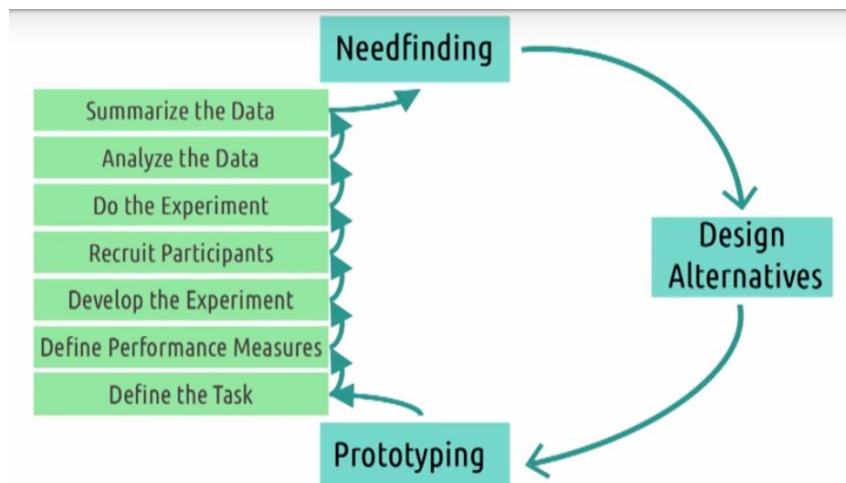 Needfinding
Summarize the Data
Analyze the Data
Do the Experiment
Recruit Participants
Develop the Experiment
Define Performance Measures
Define the Task
Design
Alternatives
Prototyping